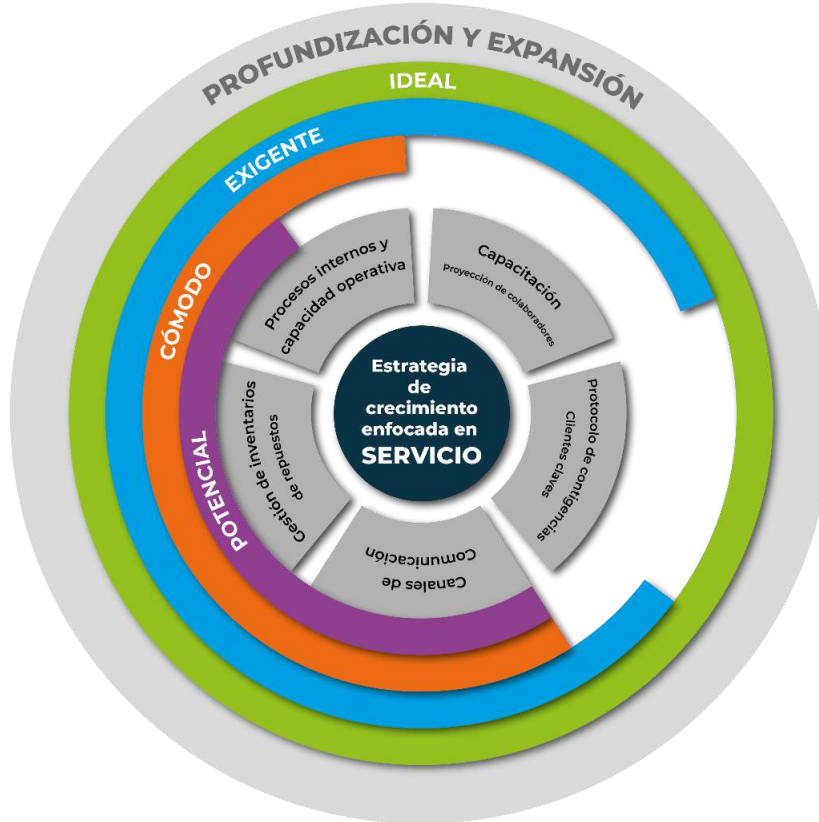 PROFUNDIZACIÓN Y EXPANSIÓN
IDEAL
EXIGENTE
CÓMODO
POTENCIAL
Procesos internos y
capacidad operativa
Capacitación
Proyección de colaboradores
Protocolo de contigencias
Clientes claves
Canales de
Comunicación
Gestión de inventarios
de repuestos
Estrategia
de
crecimiento
enfocada en
SERVICIO